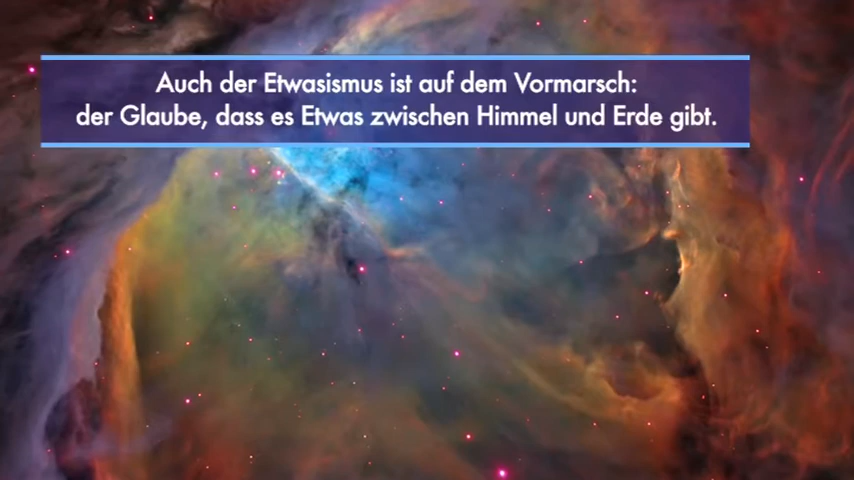 Auch der Etwasismus ist auf dem Vormarsch:
der Glaube, dass es Etwas zwischen Himmel und Erde gibt.